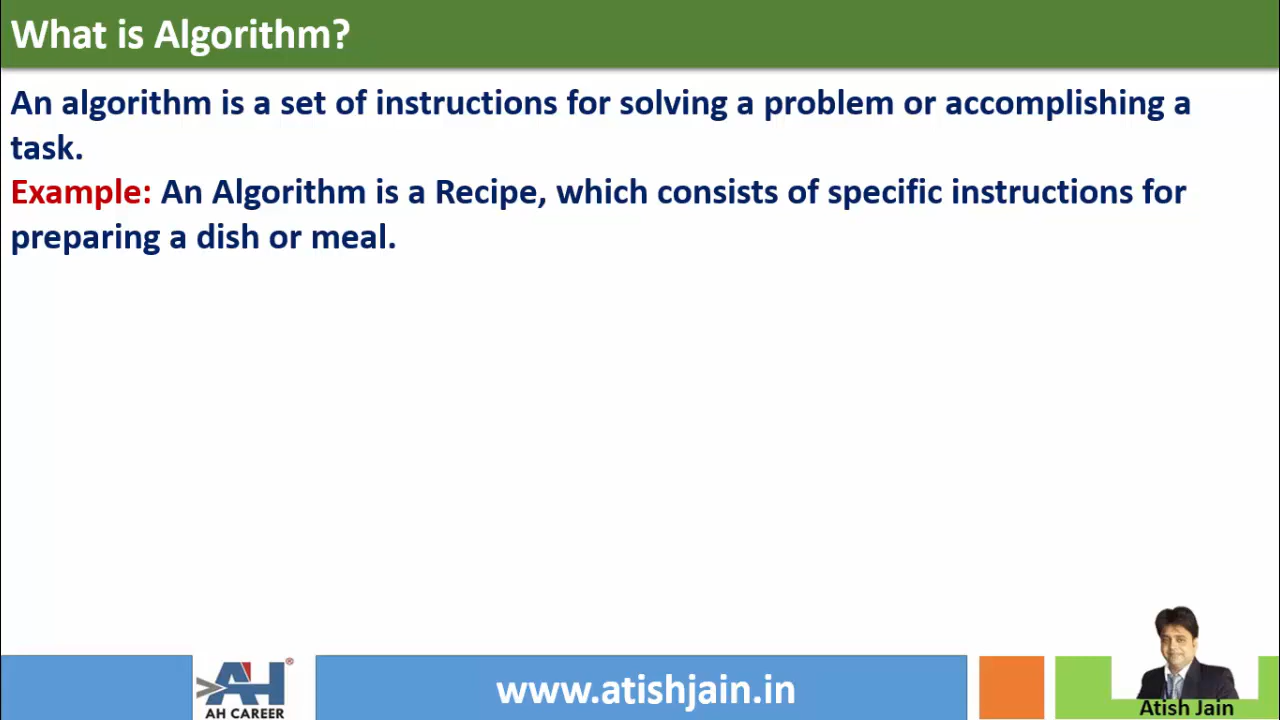 What is Algorithm?
An algorithm is a set of instructions for solving a problem or accomplishing a
task.
Example: An Algorithm is a Recipe, which consists of specific instructions for
preparing a dish or meal.
AH
®
AH CAREER
www.atishjain.in
Atish Jain